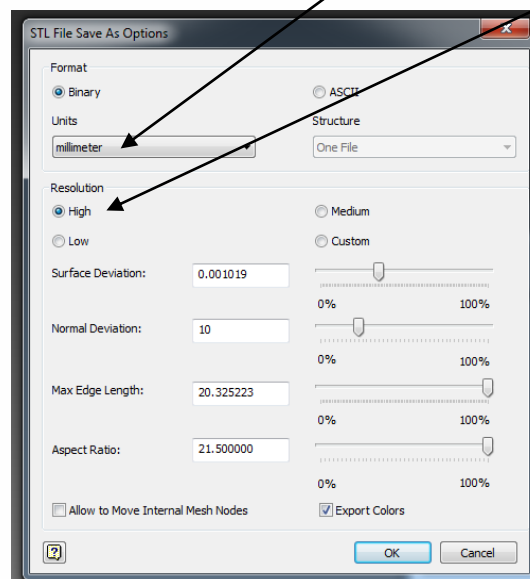 STL File Save As Options
Format
Binary
ASCII
Units
Structure
millimeter
One File
Resolution
High
Medium
Low
Custom
Surface Deviation:
0.001019
0%
100%
Normal Deviation:
10
0%
100%
Max Edge Length:
20.325223
0%
100%
Aspect Ratio:
21.500000
0%
100%
Allow to Move Internal Mesh Nodes
Export Colors
OK
Cancel